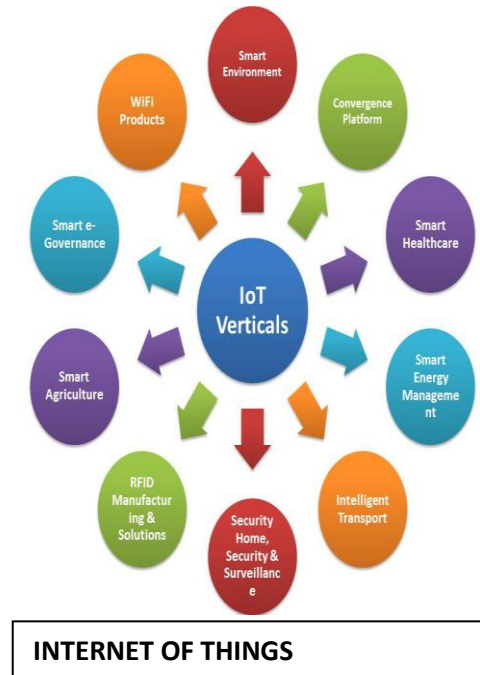 Smart
Environment
Convergence
Platform
Smart
Healthcare
Smart
Energy
Manageme
nt
Intelligent
Transport
Security
Home,
Security &
Surveillanc
e
RFID
Manufactur
ing &
Solutions
Smart
Agriculture
Smart e-
Governance
WiFi
Products
IoT
Verticals
INTERNET OF THINGS